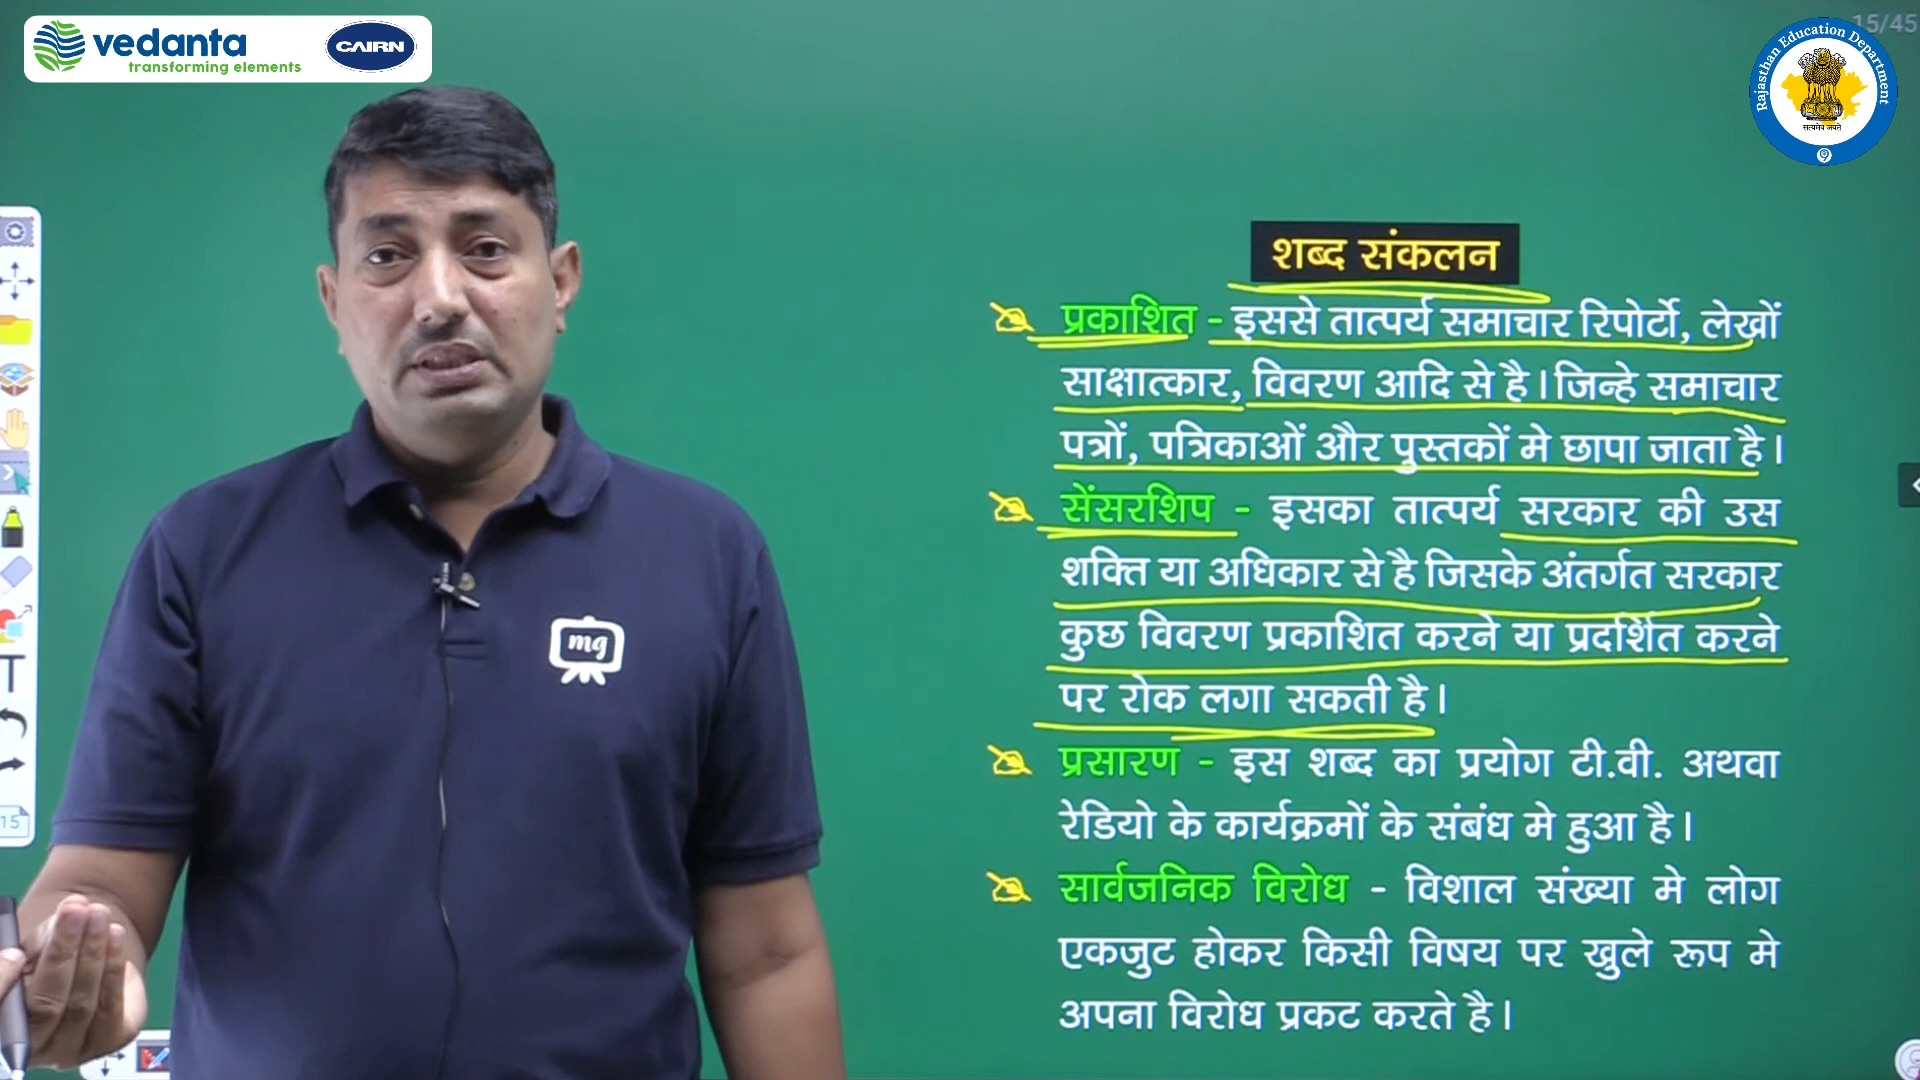 vedanta
transforming elements
CAIRN
15/45
Rajasthan Education Department
सत्यमेव जयते
शब्द संकलन
प्रकाशित - इससे तात्पर्य समाचार रिपोर्टो, लेखों
साक्षात्कार, विवरण आदि से है। जिन्हे समाचार
पत्रों, पत्रिकाओं और पुस्तकों मे छापा जाता है।
सेंसरशिप - इसका तात्पर्य सरकार की उस
शक्ति या अधिकार से है जिसके अंतर्गत सरकार
कुछ विवरण प्रकाशित करने या प्रदर्शित करने
पर रोक लगा सकती है।
प्रसारण - इस शब्द का प्रयोग टी.वी. अथवा
रेडियो के कार्यक्रमों के संबंध मे हुआ है।
सार्वजनिक विरोध - विशाल संख्या मे लोग
एकजुट होकर किसी विषय पर खुले रूप मे
अपना विरोध प्रकट करते है।
mg
T
15